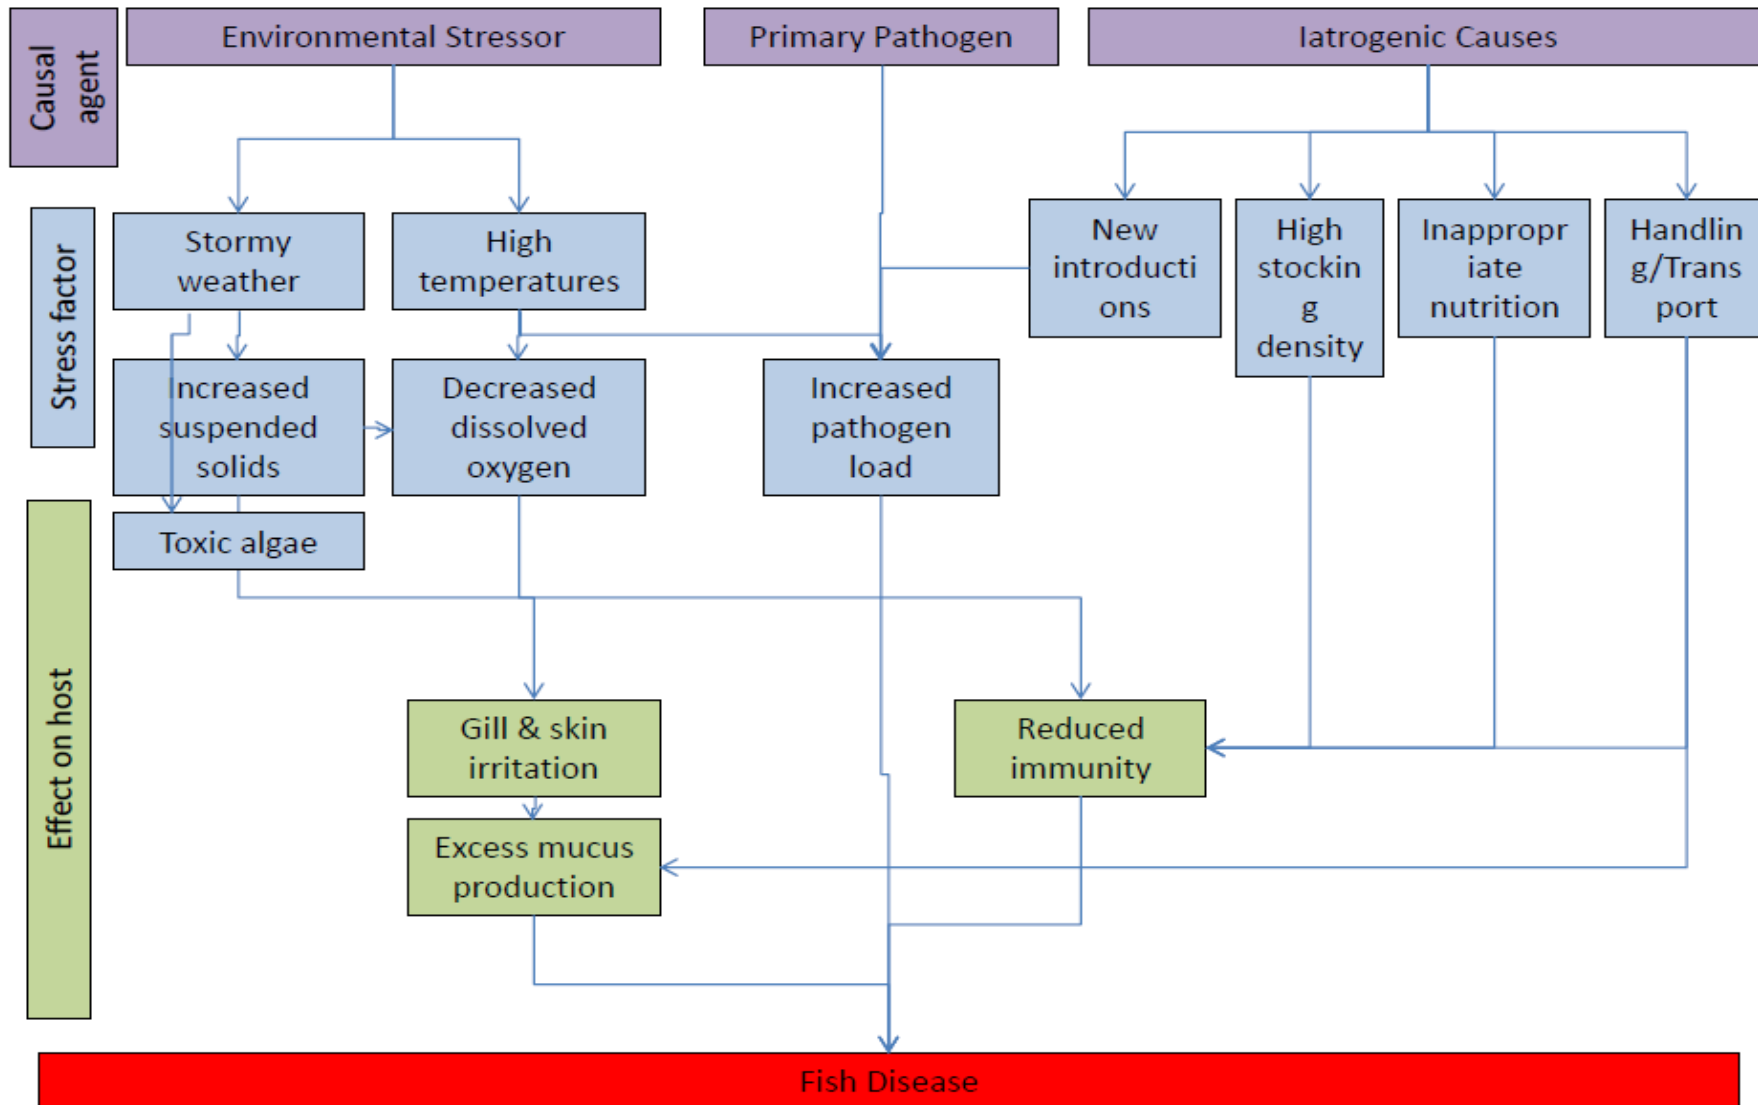 Causal
agent
Environmental Stressor
Primary Pathogen
Iatrogenic Causes
Stress factor
Stormy
weather
High
temperatures
New
introducti
ons
High
stockin
g
density
Inappropr
iate
nutrition
Handlin
g/Trans
port
Increased
suspended
solids
Decreased
dissolved
oxygen
Increased
pathogen
load
Toxic algae
Effect on host
Gill & skin
irritation
Reduced
immunity
Excess mucus
production
Fish Disease